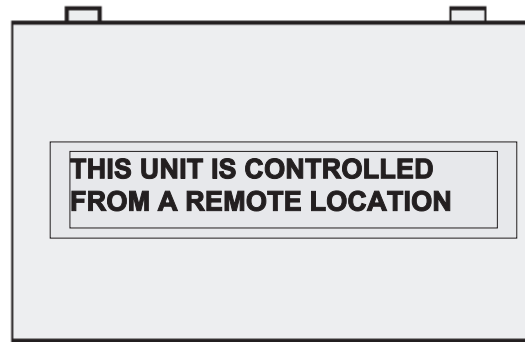 THIS UNIT IS CONTROLLED
FROM A REMOTE LOCATION